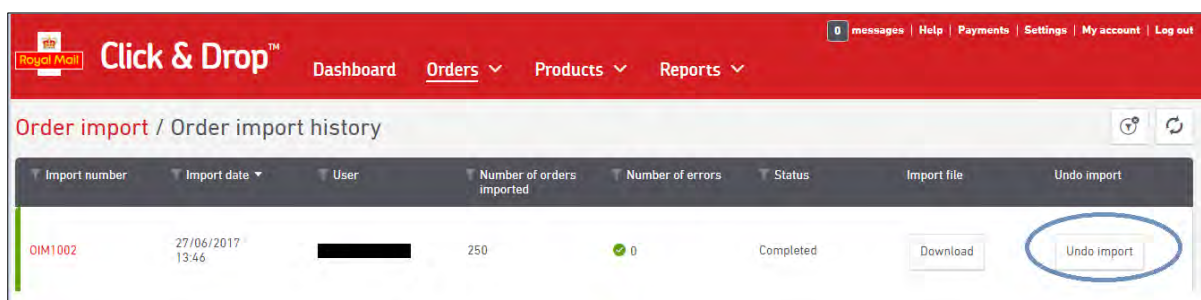 0 messages | Help | Payments | Settings | My account | Log out
Royal Mail Click & Drop™ Dashboard Orders Products Reports
Order import / Order import history
Import number Import date User Number of orders imported Number of errors Status Import file Undo import
OIM1002 27/06/2017 13:46 250 0 Completed Download Undo import